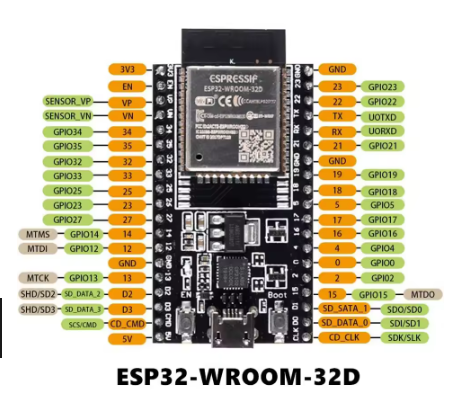 3V3
EN
SENSOR_VP VP
SENSOR_VN VN
GPIO34 34
GPIO35 35
GPIO32 32
GPIO33 33
GPIO25 25
GPIO23 23
GPIO27 27
MTMS GPIO14 14
MTDI GPIO12 12
GND
MTCK GPIO13 13
SHD/SD2 SD_DATA_2 D2
SHD/SD3 SD_DATA_3 D3
SCS/CMD CD_CMD
5V
ESPRESSIF
ESP32-WROOM-32D
EN
Boot
GND
23 GPIO23
22 GPIO22
TX UOTXD
RX UORXD
21 GPIO21
GND
19 GPIO19
18 GPIO18
5 GPIO5
17 GPIO17
16 GPIO16
4 GPIO4
0 GPIO0
2 GPI02
15 GPIO15 MTDO
SD_SATA_1 SDO/SD0
SD_DATA_0 SDI/SD1
CD_CLK SDK/SLK
ESP32-WROOM-32D